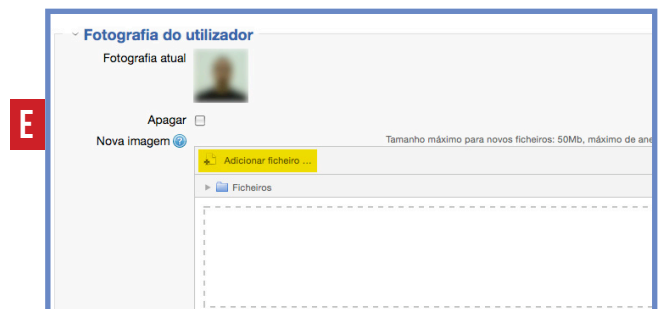 Fotografia do utilizador
Fotografia atual
E
Apagar
Nova imagem
Tamanho máximo para novos ficheiros: 50Mb, máximo de ane
Adicionar ficheiro ...
Ficheiros